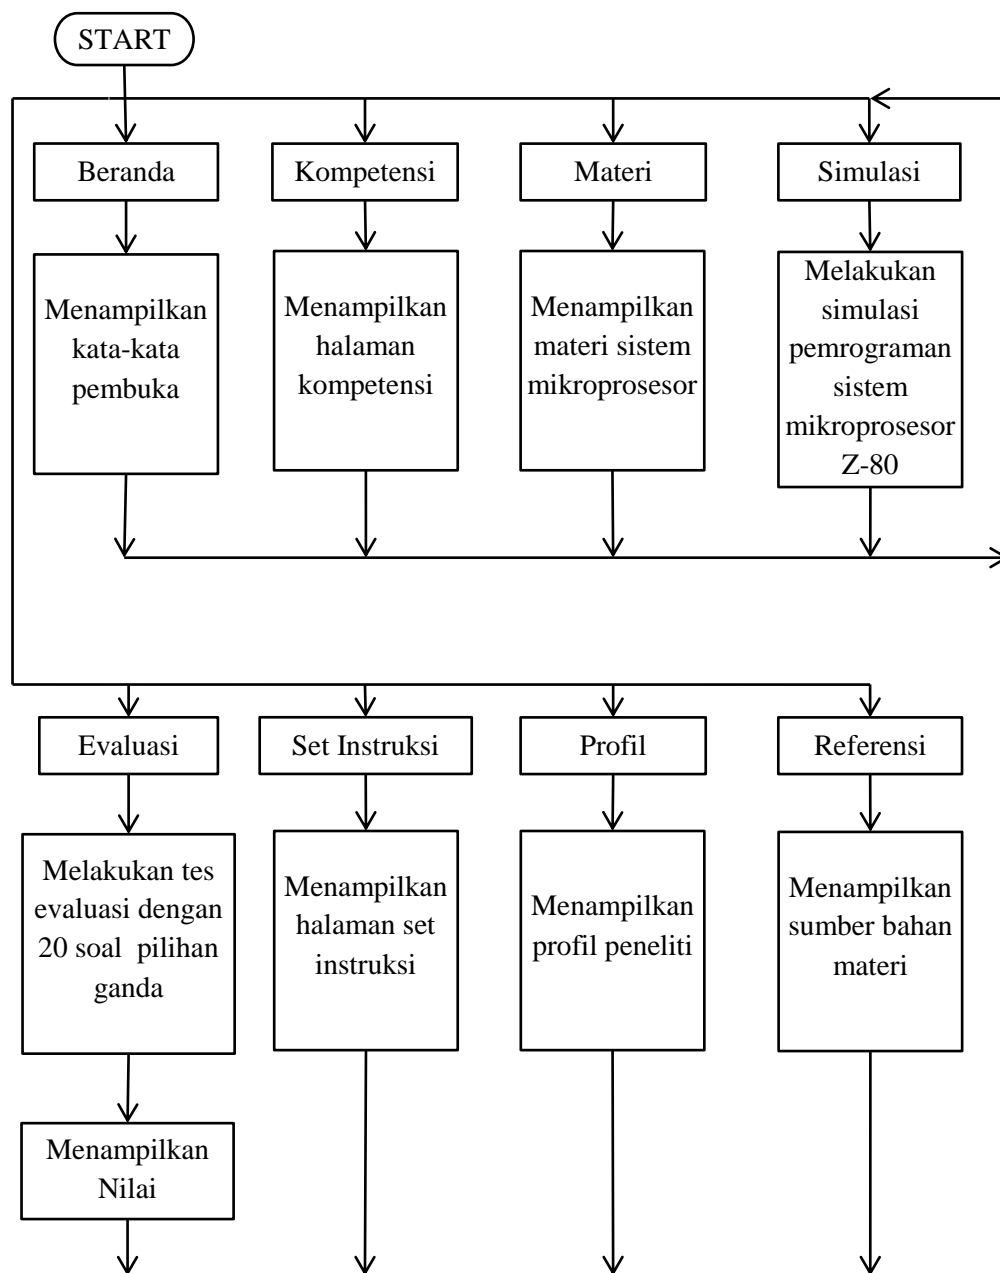 START
Beranda
Kompetensi
Materi
Simulasi
Menampilkan
kata-kata
pembuka
Menampilkan
halaman
kompetensi
Menampilkan
materi sistem
mikroprosesor
Melakukan
simulasi
pemrograman
sistem
mikroprosesor
Z-80
Evaluasi
Set Instruksi
Profil
Referensi
Melakukan tes
evaluasi dengan
20 soal  pilihan
ganda
Menampilkan
halaman set
instruksi
Menampilkan
profil peneliti
Menampilkan
sumber bahan
materi
Menampilkan
Nilai